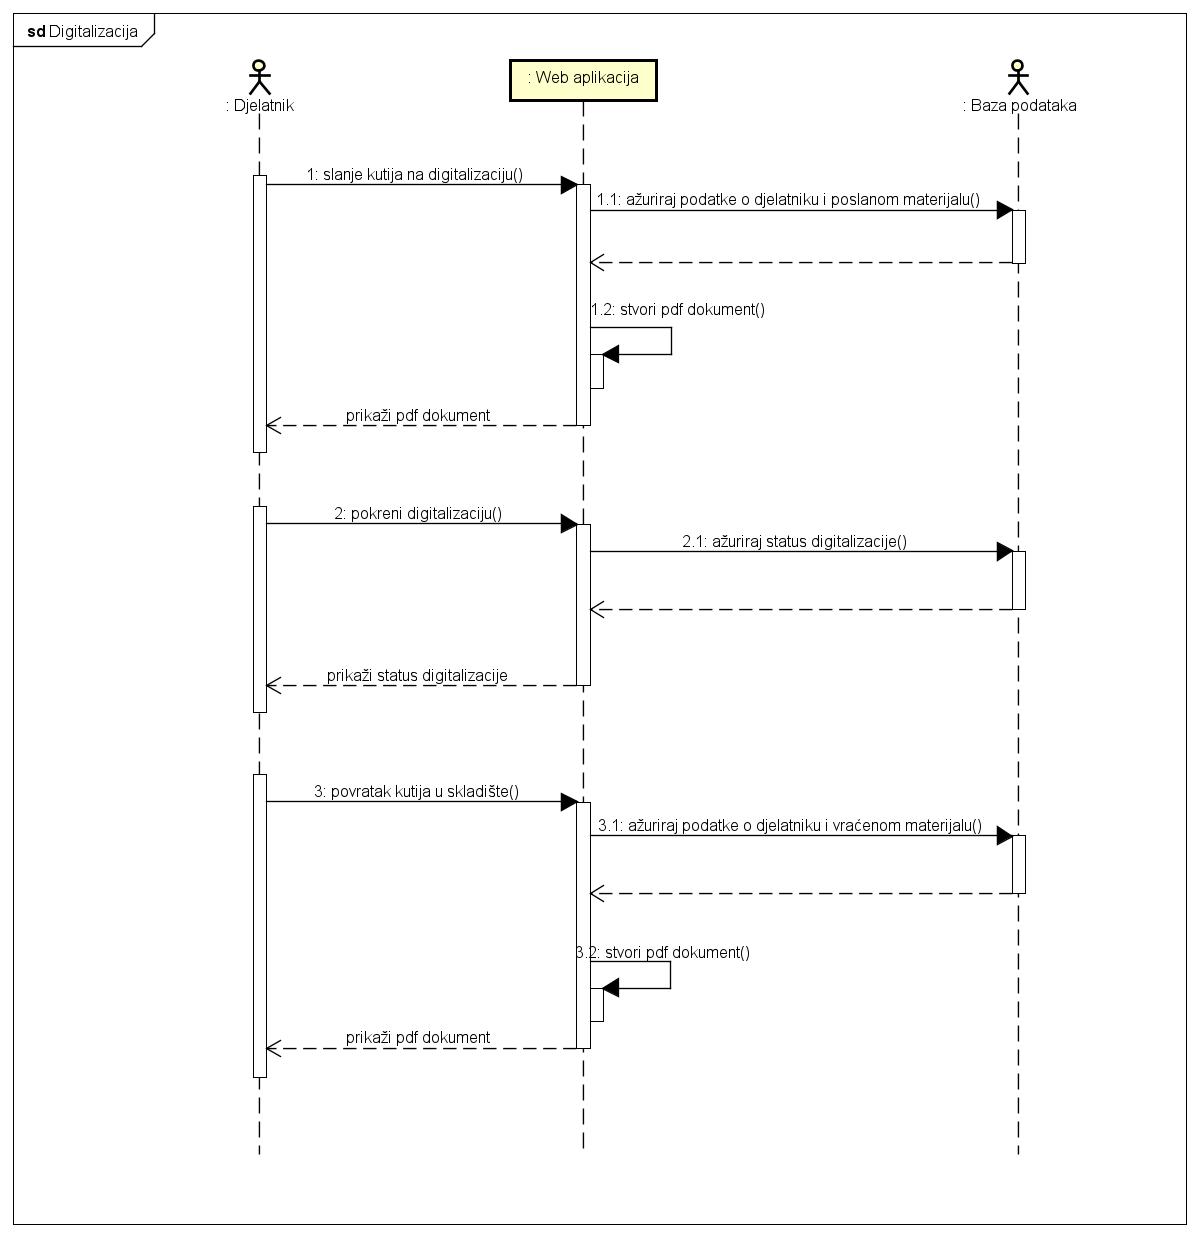 sd Digitalizacija
: Djelatnik
: Web aplikacija
: Baza podataka
1: slanje kutija na digitalizaciju()
1.1: ažuriraj podatke o djelatniku i poslanom materijalu()
1.2: stvori pdf dokument()
prikaži pdf dokument
2: pokreni digitalizaciju()
2.1: ažuriraj status digitalizacije()
prikaži status digitalizacije
3: povratak kutija u skladište()
3.1: ažuriraj podatke o djelatniku i vraćenom materijalu()
3.2: stvori pdf dokument()
prikaži pdf dokument